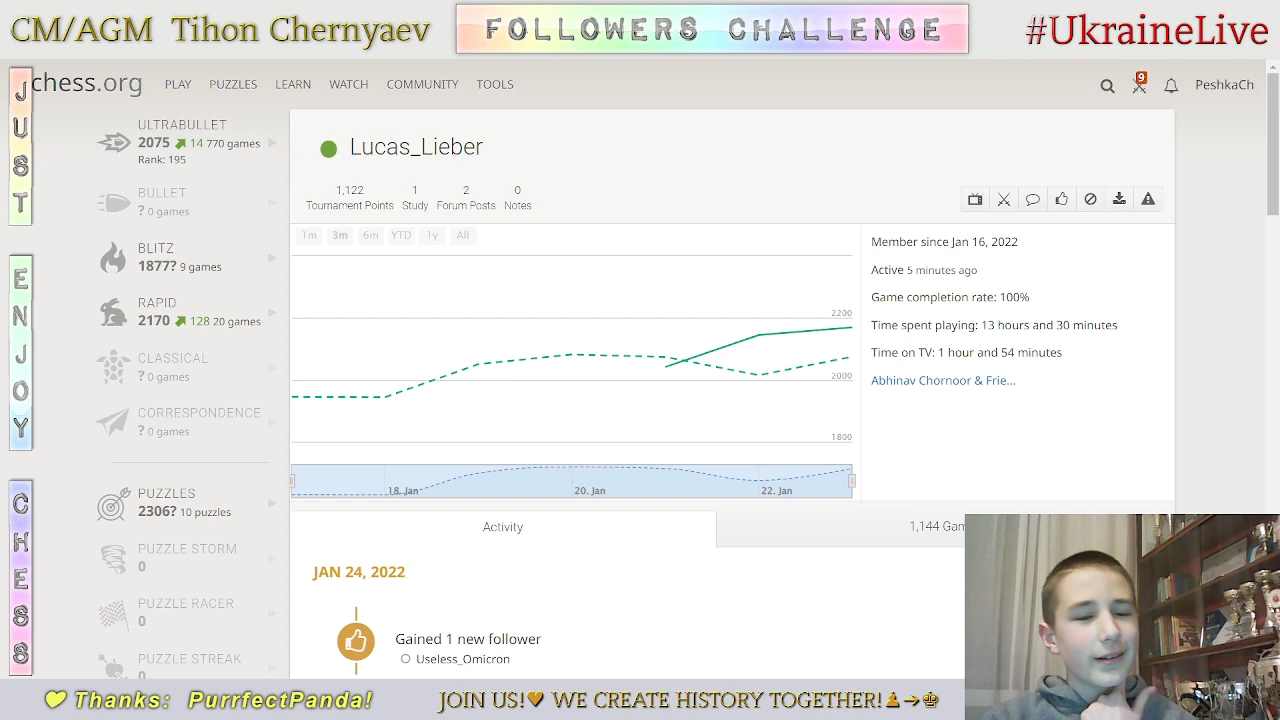 CM/AGM Tihon Chernyaev
FOLLOWERS CHALLENGE
#UkraineLive
JUST
ENJOY
CHESS
chess.org
PLAY PUZZLES LEARN WATCH COMMUNITY TOOLS
9
PeshkaCh
ULTRABULLET
2075 14 770 games
Rank: 195
BULLET
? 0 games
BLITZ
1877? 9 games
RAPID
2170 128 20 games
CLASSICAL
? 0 games
CORRESPONDENCE
? 0 games
PUZZLES
2306? 10 puzzles
PUZZLE STORM
0
PUZZLE RACER
0
PUZZLE STREAK
0
Lucas_Lieber
1,122 1 2 0
Tournament Points Study Forum Posts Notes
1m 3m 6m YTD 1y All
2200
2000
1800
18. Jan 20. Jan 22. Jan
Member since Jan 16, 2022
Active 5 minutes ago
Game completion rate: 100%
Time spent playing: 13 hours and 30 minutes
Time on TV: 1 hour and 54 minutes
Abhinav Chornoor & Frie...
Activity
1,144 Gam
JAN 24, 2022
Gained 1 new follower
Useless_Omicron
Thanks: PurrfectPanda!
JOIN US! WE CREATE HISTORY TOGETHER!